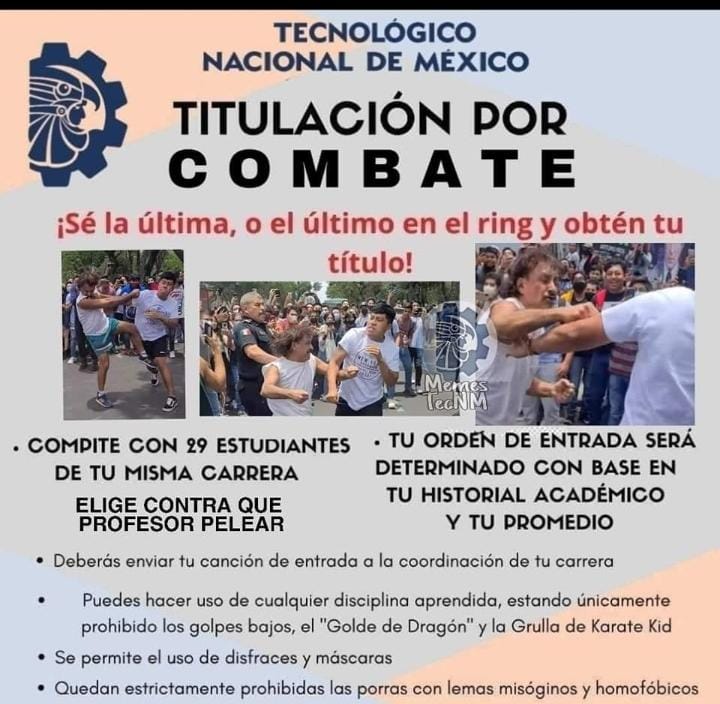 TECNOLÓGICO
NACIONAL DE MÉXICO
TITULACIÓN POR
COMBATE
¡Sé la última, o el último en el ring y obtén tu
título!
Memes
TecNM
• COMPITE CON 29 ESTUDIANTES
DE TU MISMA CARRERA
ELIGE CONTRA QUE
PROFESOR PELEAR
• TU ORDEN DE ENTRADA SERÁ
DETERMINADO CON BASE EN
TU HISTORIAL ACADÉMICO
Y TU PROMEDIO
• Deberás enviar tu canción de entrada a la coordinación de tu carrera
• Puedes hacer uso de cualquier disciplina aprendida, estando únicamente
prohibido los golpes bajos, el "Golde de Dragón" y la Grulla de Karate Kid
• Se permite el uso de disfraces y máscaras
• Quedan estrictamente prohibidas las porras con lemas misóginos y homofóbicos